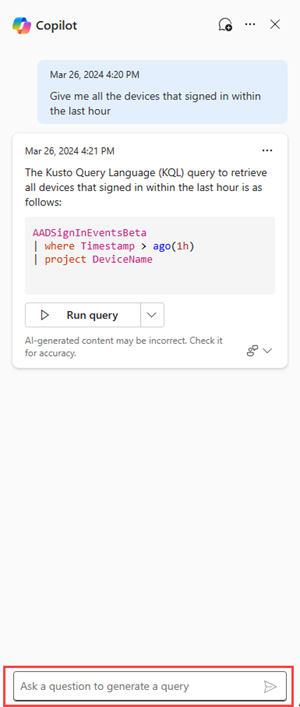 Copilot
Mar 26, 2024 4:20 PM
Give me all the devices that signed in within
the last hour
Mar 26, 2024 4:21 PM
The Kusto Query Language (KQL) query to retrieve
all devices that signed in within the last hour is as
follows:
AADSignInEventsBeta
| where Timestamp > ago(1h)
| project DeviceName
Run query
AI-generated content may be incorrect. Check it
for accuracy.
Ask a question to generate a query